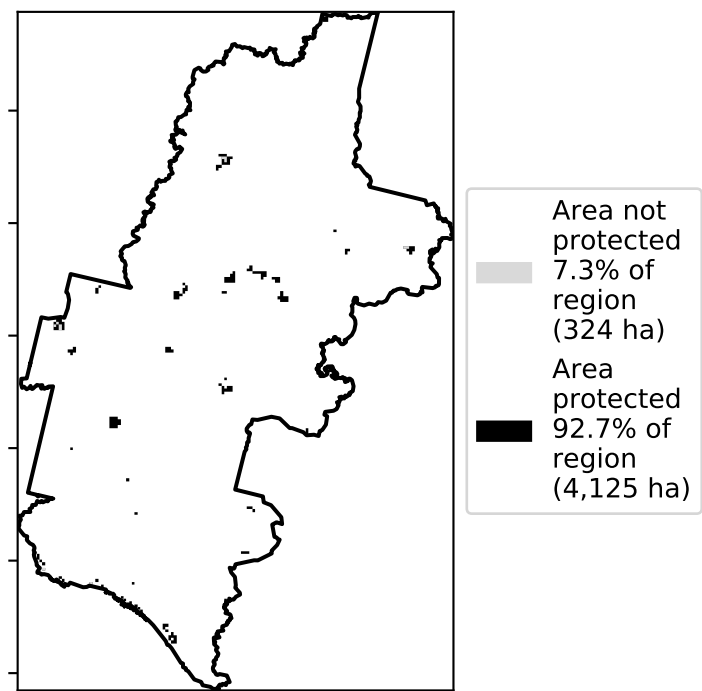 Area not
protected
7.3% of
region
(324 ha)
Area
protected
92.7% of
region
(4,125 ha)